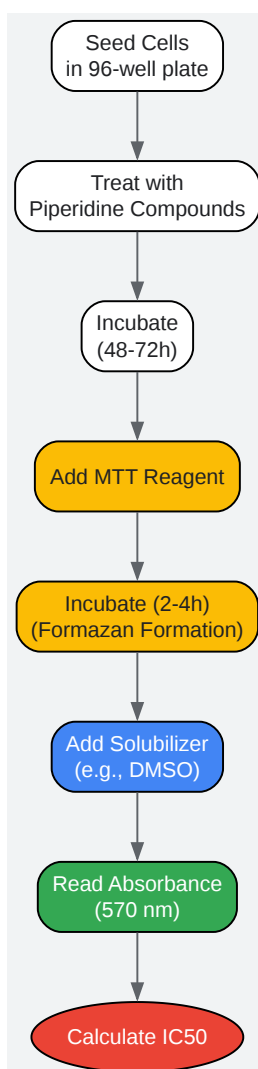 Seed Cells
in 96-well plate
Treat with
Piperidine Compounds
Incubate
(48-72h)
Add MTT Reagent
Incubate (2-4h)
(Formazan Formation)
Add Solubilizer
(e.g., DMSO)
Read Absorbance
(570 nm)
Calculate IC50